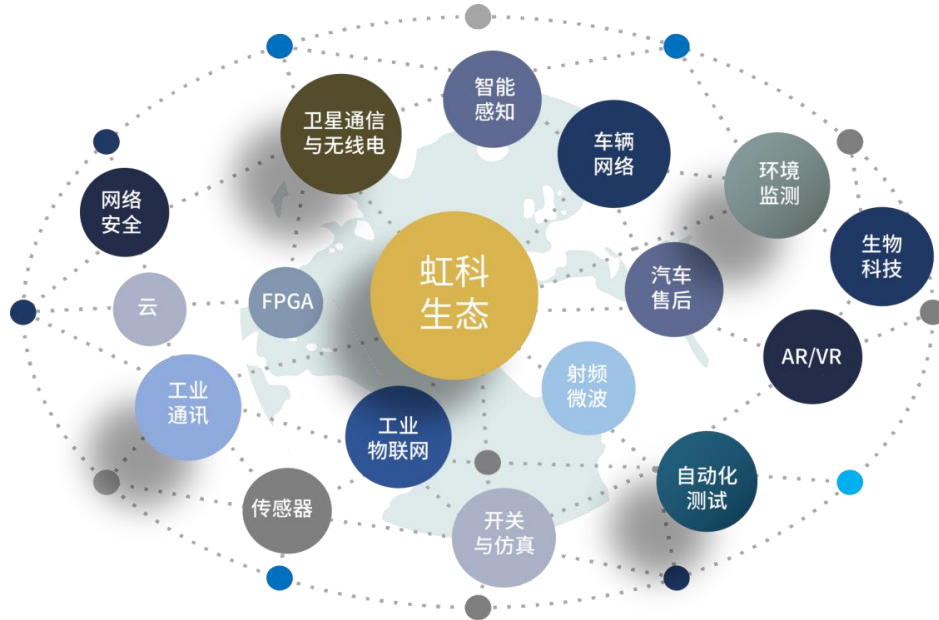 智能
感知
卫星通信
与无线电
车辆
网络
环境
监测
网络
安全
生物
科技
虹科
生态
汽车
售后
云
FPGA
AR/VR
射频
微波
工业
通讯
工业
物联网
自动化
测试
传感器
开关
与仿真